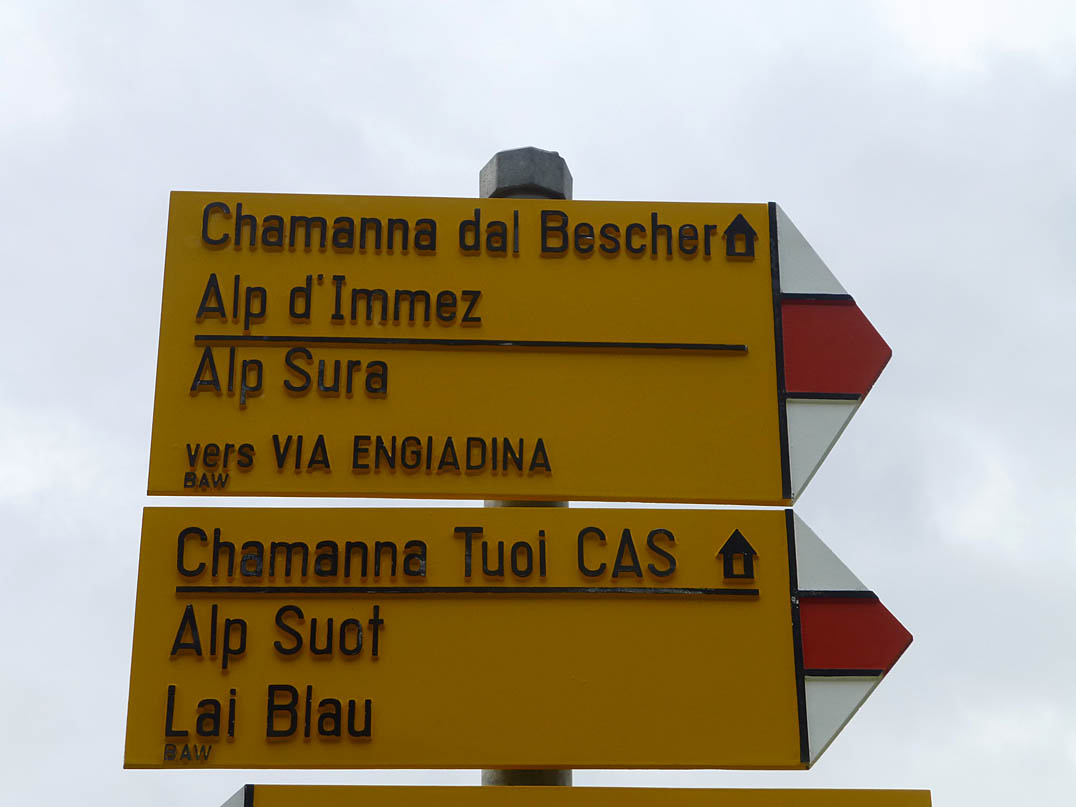 Chamanna dal Bescher
Alp d'Immez
Alp Sura
vers VIA ENGIADINA
BAW
Chamanna Tuoi CAS
Alp Suot
Lai Blau
BAW